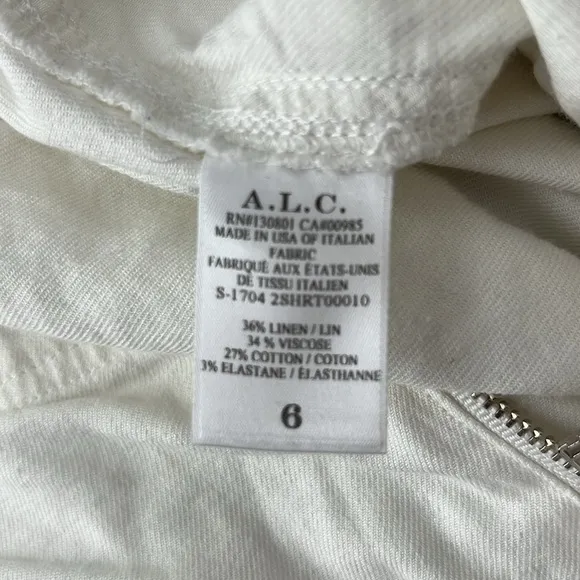 A.L.C.
RN#130801 CA#00985
MADE IN USA OF ITALIAN
FABRIC
FABRIQUÉ AUX ÉTATS-UNIS
DE TISSU ITALIEN
S-1704 2SHRT00010
36% LINEN / LIN
34 % VISCOSE
27% COTTON / COTON
3% ELASTANE / ÉLASTHANNE
6